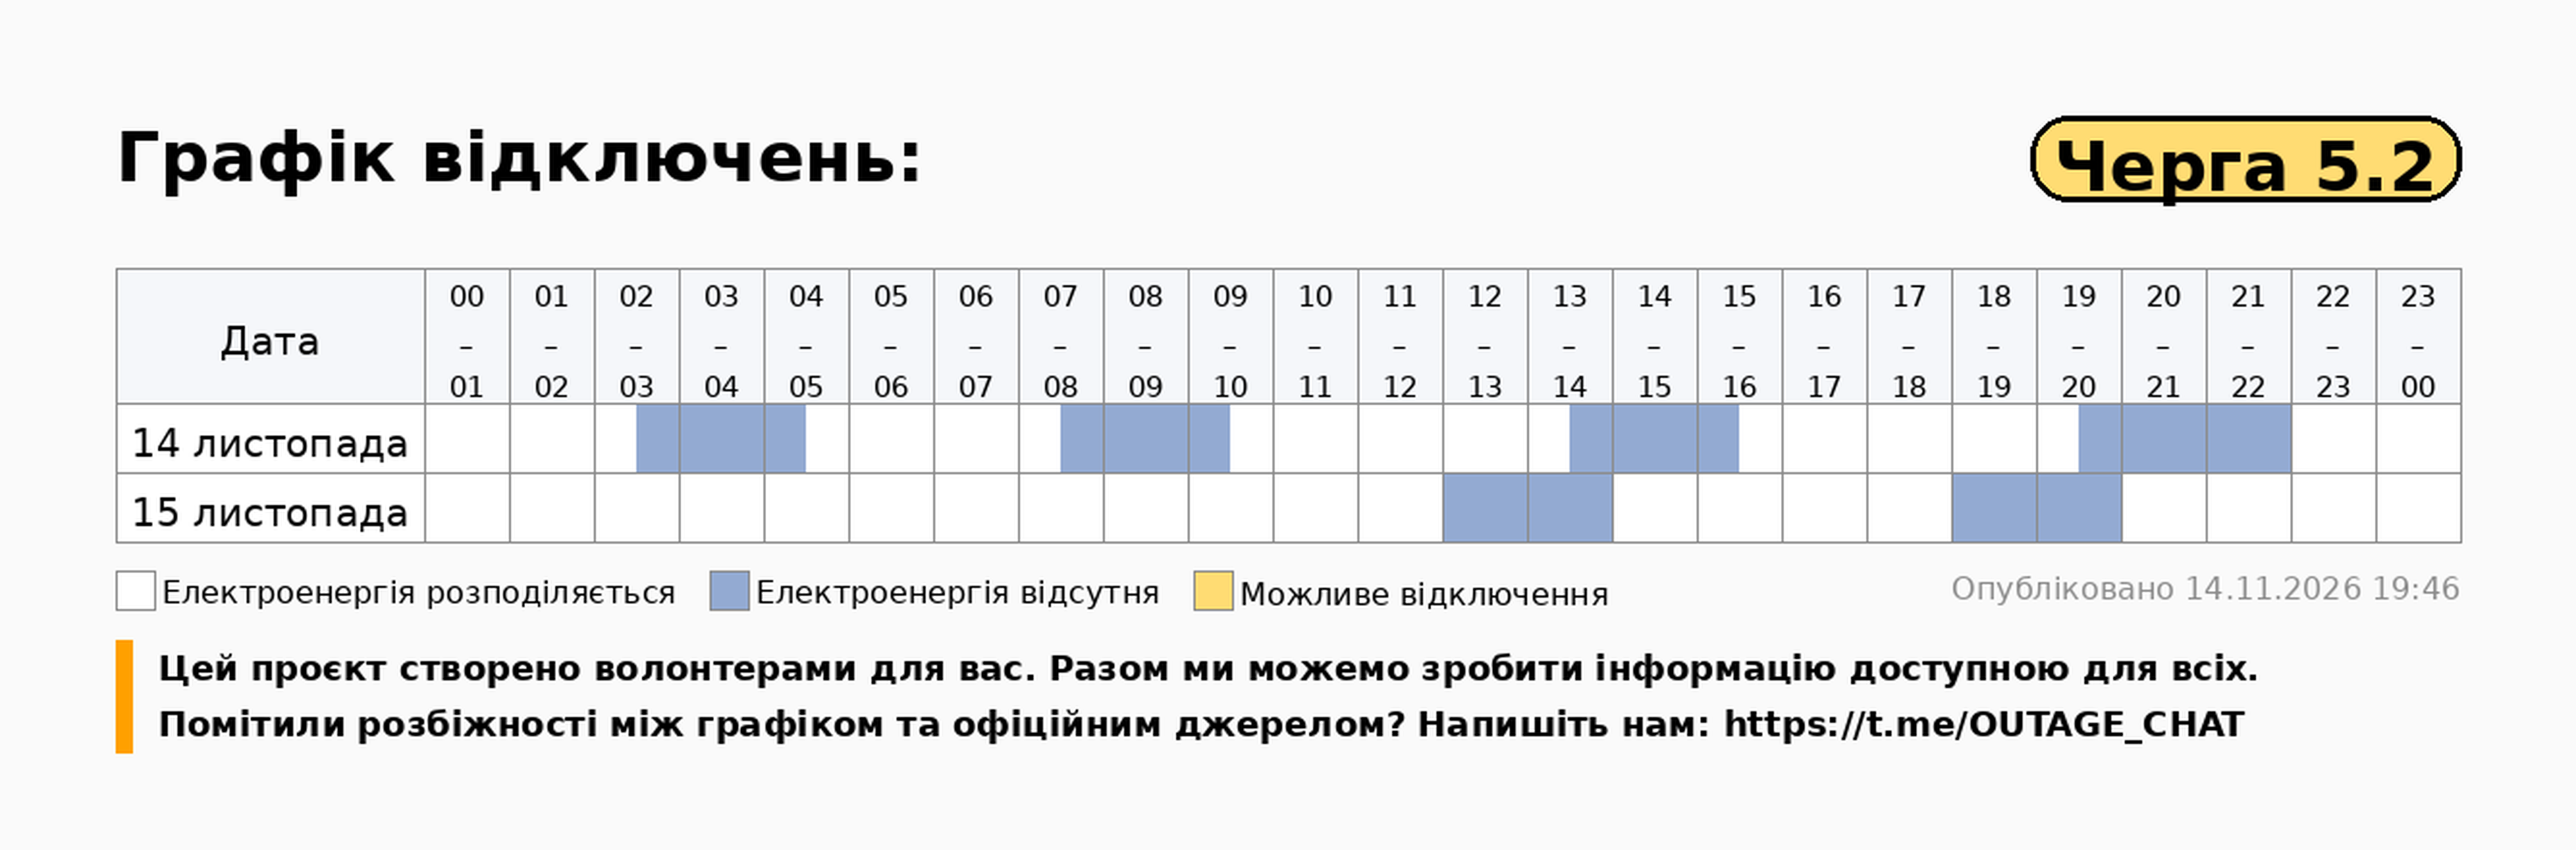 Графік відключень:
Черга 5.2
Дата
00 – 01
01 – 02
02 – 03
03 – 04
04 – 05
05 – 06
06 – 07
07 – 08
08 – 09
09 – 10
10 – 11
11 – 12
12 – 13
13 – 14
14 – 15
15 – 16
16 – 17
17 – 18
18 – 19
19 – 20
20 – 21
21 – 22
22 – 23
23 – 00
14 листопада
15 листопада
Електроенергія розподіляється
Електроенергія відсутня
Можливе відключення
Опубліковано 14.11.2026 19:46
Цей проєкт створено волонтерами для вас. Разом ми можемо зробити інформацію доступною для всіх.
Помітили розбіжності між графіком та офіційним джерелом? Напишіть нам: https://t.me/OUTAGE_CHAT